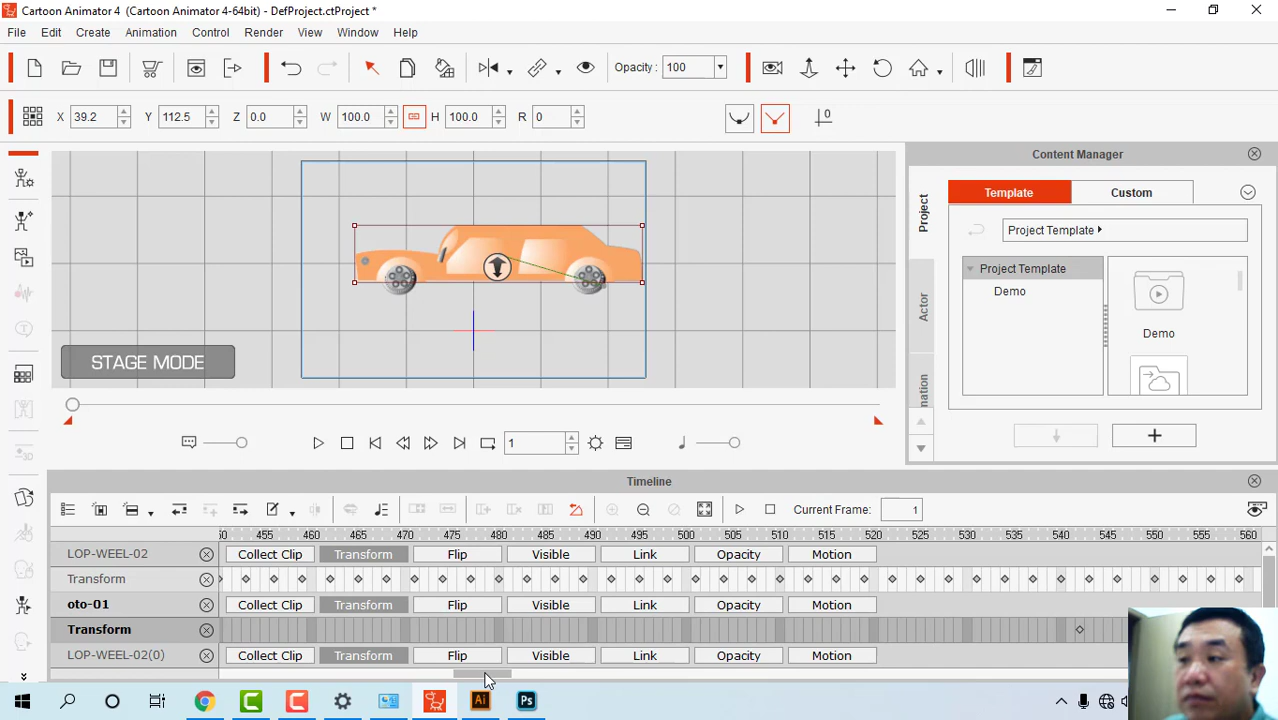 Cartoon Animator 4 (Cartoon Animator 4-64bit) - DefProject.ctProject *
File Edit Create Animation Control Render View Window Help
Opacity : 100
X 39.2 Y 112.5 Z 0.0 W 100.0 H 100.0 R 0
0
Content Manager
Template Custom
Project
Project Template
Project Template
Demo
Demo
Actor
STAGE MODE
1
Timeline
Current Frame: 1
455 460 465 470 475 480 485 490 495 500 505 510 515 520 525 530 535 540 545 550 555 560
LOP-WEEL-02 Collect Clip Transform Flip Visible Link Opacity Motion
Transform
oto-01 Collect Clip Transform Flip Visible Link Opacity Motion
Transform
LOP-WEEL-02(0) Collect Clip Transform Flip Visible Link Opacity Motion
Ai Ps